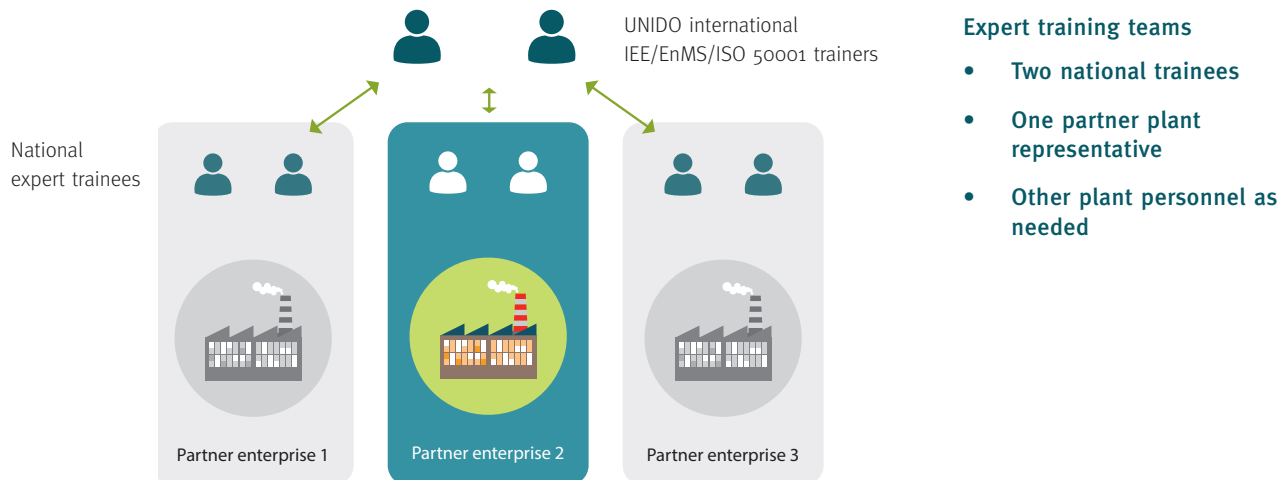 UNIDO international
IEE/EnMS/ISO 50001 trainers
National
expert trainees
Partner enterprise 1
Partner enterprise 2
Partner enterprise 3
Expert training teams
• Two national trainees
• One partner plant
representative
• Other plant personnel as
needed